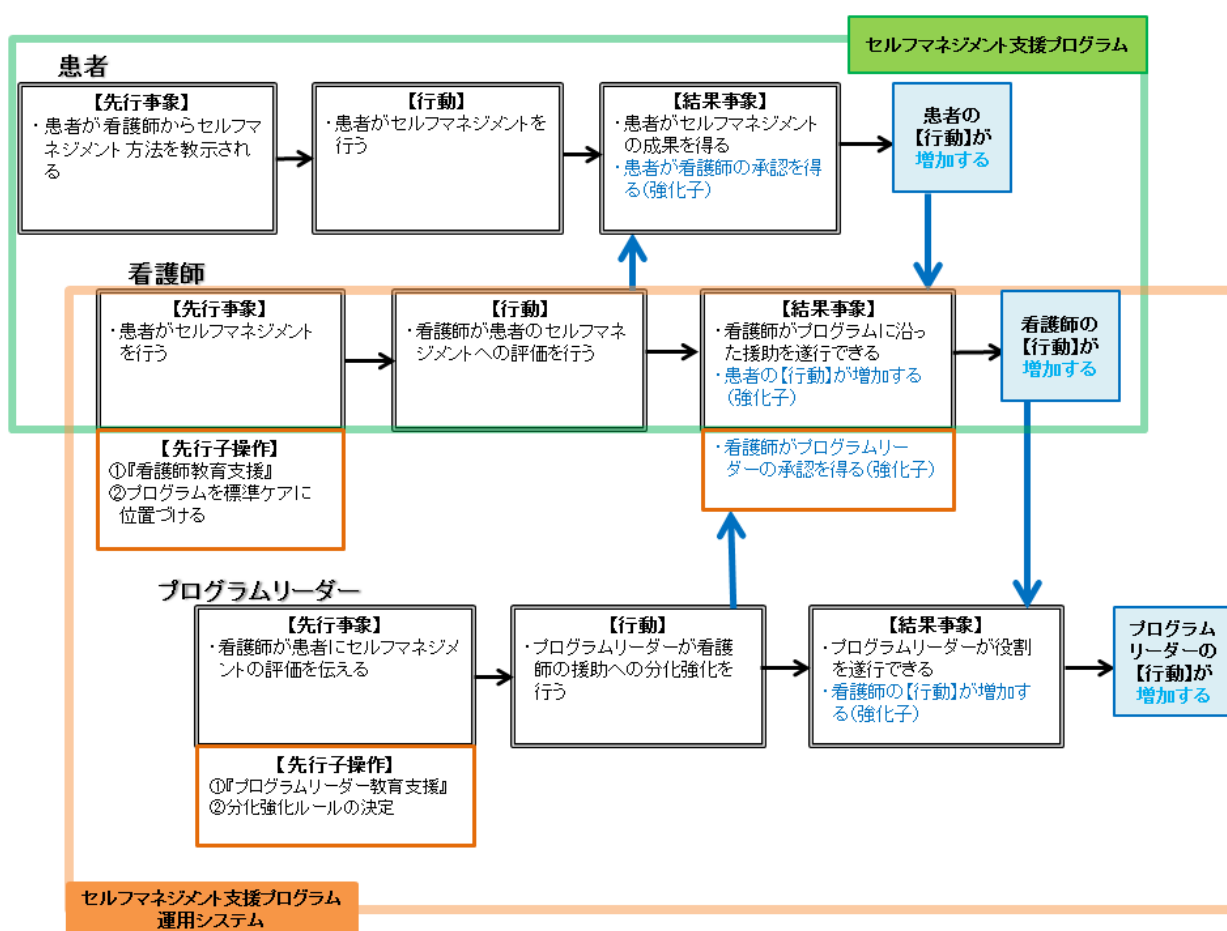 セルフマネジメント支援プログラム
患者
【先行事象】
・患者が看護師からセルフマ
ネジメント方法を教示され
る
【行動】
・患者がセルフマネジメントを
行う
【結果事象】
・患者がセルフマネジメント
の成果を得る
・患者が看護師の承認を得
る(強化子)
患者の
【行動】が
増加する
看護師
【先行事象】
・患者がセルフマネジメント
を行う
【先行子操作】
①『看護師教育支援』
②プログラムを標準ケアに
位置づける
【行動】
・看護師が患者のセルフマネ
ジメントへの評価を行う
【結果事象】
・看護師がプログラムに沿っ
た援助を遂行できる
・患者の【行動】が増加する
(強化子)
・看護師がプログラムリー
ダーの承認を得る(強化子)
看護師の
【行動】が
増加する
プログラムリーダー
【先行事象】
・看護師が患者にセルフマネジメ
ントの評価を伝える
【先行子操作】
①『プログラムリーダー教育支援』
②分化強化ルールの決定
【行動】
・プログラムリーダーが看護
師の援助への分化強化を
行う
【結果事象】
・プログラムリーダーが役割
を遂行できる
・看護師の【行動】が増加す
る(強化子)
プログラム
リーダーの
【行動】が
増加する
セルフマネジメント支援プログラム
運用システム